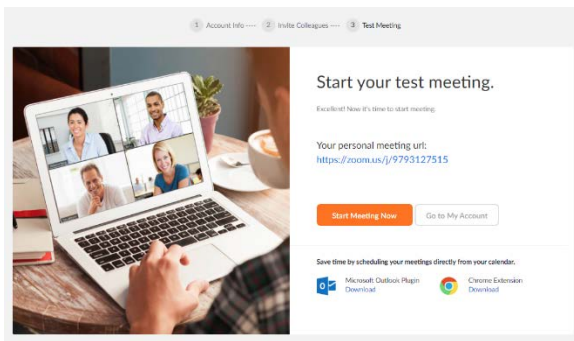 1 Account Info ---- 2 Invite Colleagues ---- 3 Test Meeting
Start your test meeting.
Excellent! Now it's time to start meeting.
Your personal meeting url:
https://zoom.us/j/9793127515
Start Meeting Now Go to My Account
Save time by scheduling your meetings directly from your calendar.
Microsoft Outlook Plugin Chrome Extension
Download Download